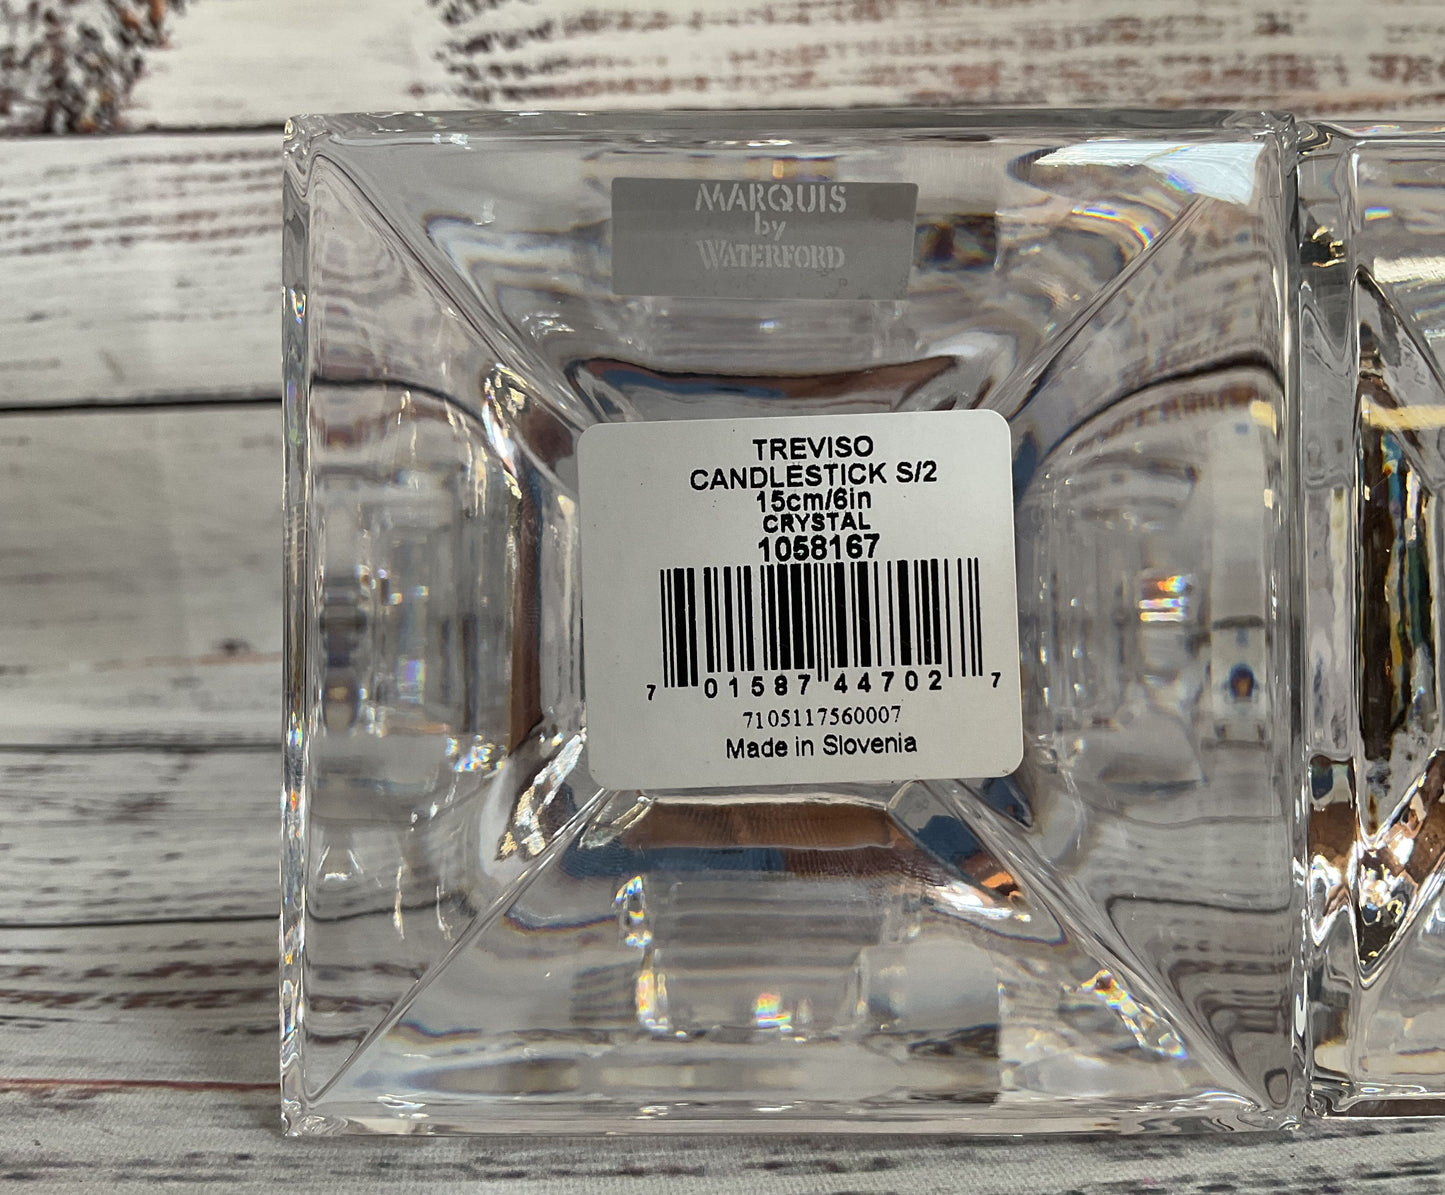 MARQUIS
by
WATERFORD
TREVISO
CANDLESTICK S/2
15cm/6in
CRYSTAL
1058167
7 01587 44702 7
7105117560007
Made in Slovenia